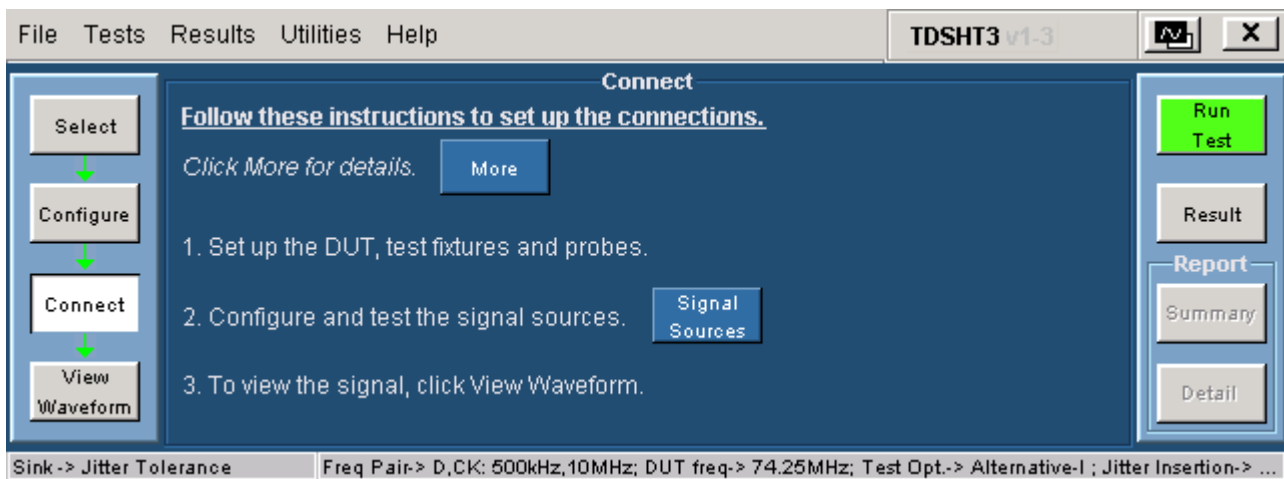 File Tests Results Utilities Help TDSHT3 v1-3
Connect
Select
Configure
Connect
View
Waveform
Follow these instructions to set up the connections.
Click More for details. More
1. Set up the DUT, test fixtures and probes.
2. Configure and test the signal sources. Signal
Sources
3. To view the signal, click View Waveform.
Run
Test
Result
Report
Summary
Detail
Sink -> Jitter Tolerance Freq Pair-> D,CK: 500kHz,10MHz; DUT freq-> 74.25MHz; Test Opt.-> Alternative-I ; Jitter Insertion-> ...